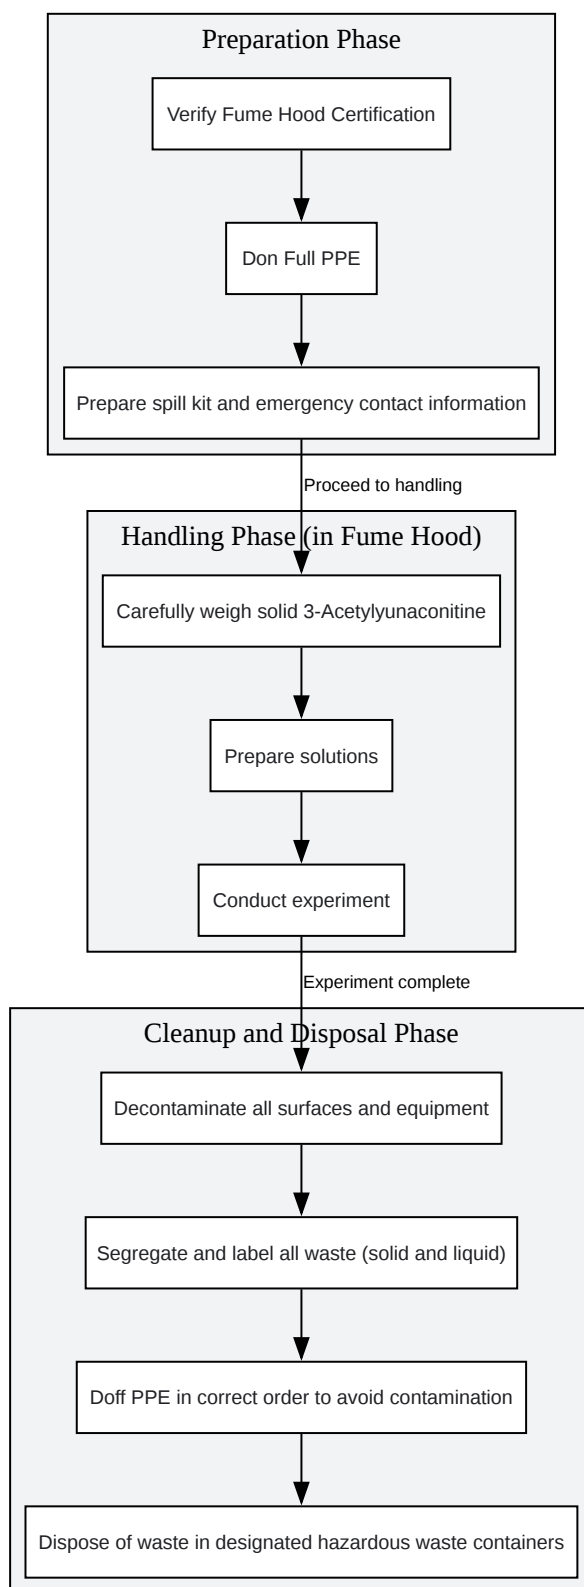 Preparation Phase
Verify Fume Hood Certification
Don Full PPE
Prepare spill kit and emergency contact information
Proceed to handling
Handling Phase (in Fume Hood)
Carefully weigh solid 3-Acetylyunaconitine
Prepare solutions
Conduct experiment
Experiment complete
Cleanup and Disposal Phase
Decontaminate all surfaces and equipment
Segregate and label all waste (solid and liquid)
Doff PPE in correct order to avoid contamination
Dispose of waste in designated hazardous waste containers